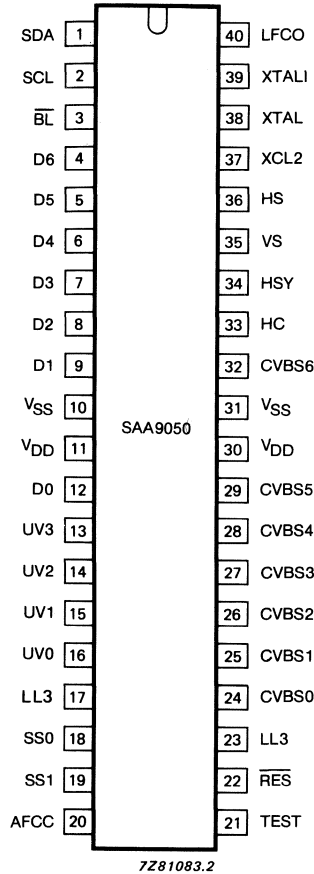 SDA 1 40 LFCO
SCL 2 39 XTALI
B̅L̅ 3 38 XTAL
D6 4 37 XCL2
D5 5 36 HS
D4 6 35 VS
D3 7 34 HSY
D2 8 33 HC
D1 9 32 CVBS6
VSS 10 31 VSS
SAA9050
VDD 11 30 VDD
D0 12 29 CVBS5
UV3 13 28 CVBS4
UV2 14 27 CVBS3
UV1 15 26 CVBS2
UV0 16 25 CVBS1
LL3 17 24 CVBS0
SS0 18 23 LL3
SS1 19 22 R̅E̅S̅
AFCC 20 21 TEST
7Z81083.2